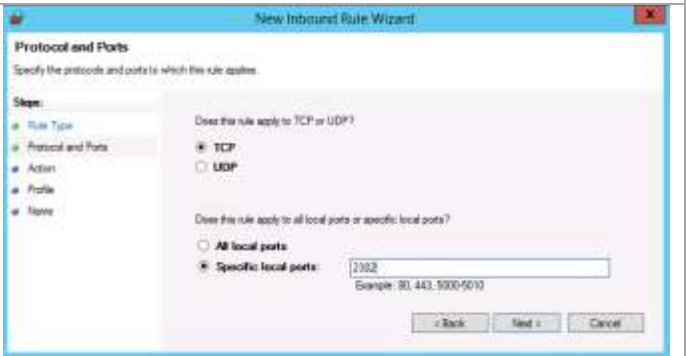 New Inbound Rule Wizard
x
Protocol and Ports
Specify the protocols and ports to which this rule applies.
Steps:
Rule Type
Protocol and Ports
Action
Profile
Name
Does this rule apply to TCP or UDP?
TCP
UDP
Does this rule apply to all local ports or specific local ports?
All local ports
Specific local ports:
2382
Example: 80, 443, 5000-5010
< Back
Next >
Cancel